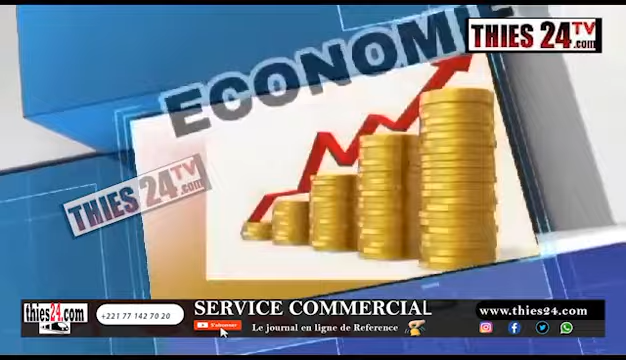 ECONOMIE
THIES 24 TV
.com
THIES 24 TV
.com
thies24.com
+221 77 142 70 20
SERVICE COMMERCIAL
S'abonner
Le journal en ligne de Reference
www.thies24.com